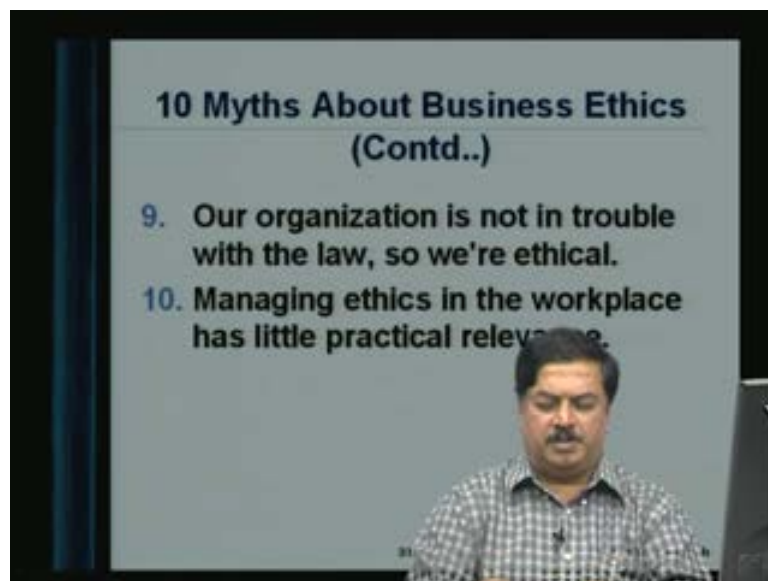 10 Myths About Business Ethics
(Contd..)
9. Our organization is not in trouble
with the law, so we're ethical.
10. Managing ethics in the workplace
has little practical